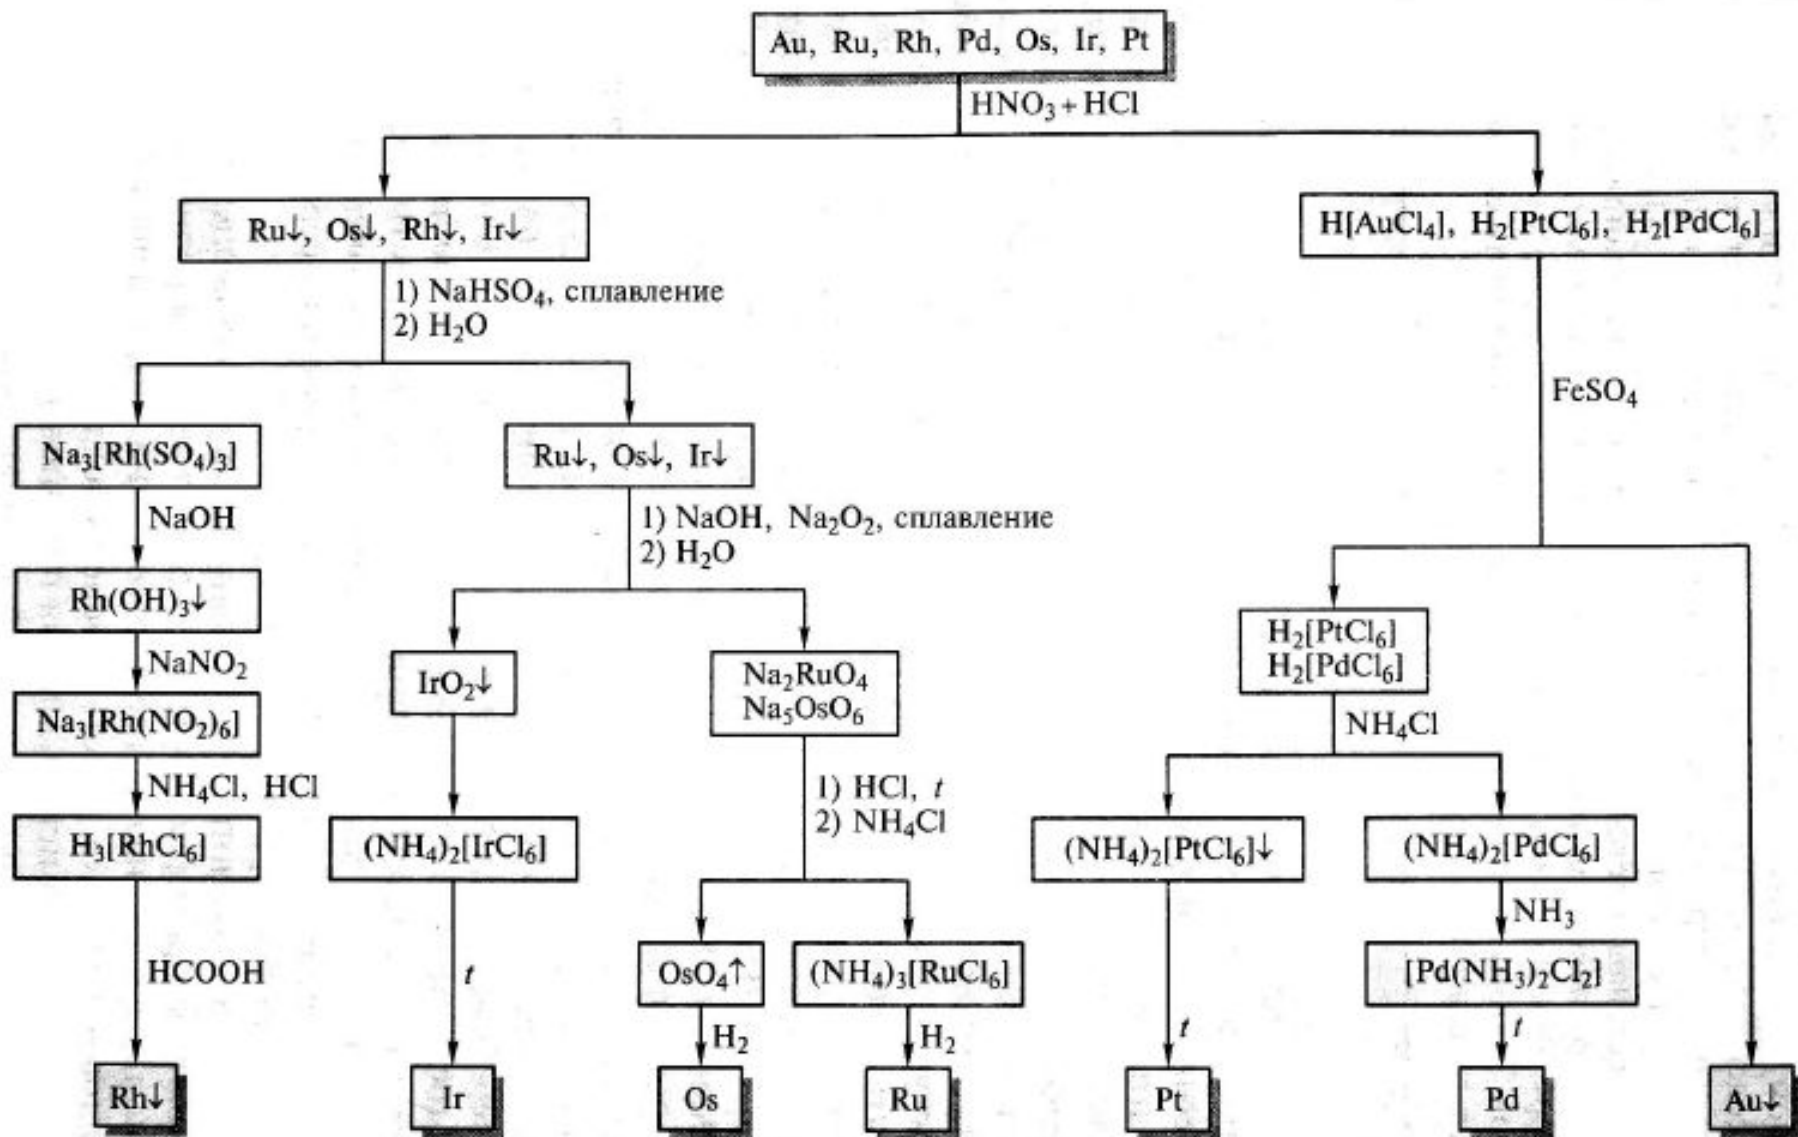 Au, Ru, Rh, Pd, Os, Ir, Pt
HNO₃+HCl
Ru↓, Os↓, Rh↓, Ir↓
H[AuCl₄], H₂[PtCl₆], H₂[PdCl₆]
1) NaHSO₄, сплавление
2) H₂O
FeSO₄
Na₃[Rh(SO₄)₃]
Ru↓, Os↓, Ir↓
NaOH
1) NaOH, Na₂O₂, сплавление
2) H₂O
Rh(OH)₃↓
H₂[PtCl₆]
H₂[PdCl₆]
NaNO₂
IrO₂↓
Na₂RuO₄
Na₅OsO₆
Na₃[Rh(NO₂)₆]
NH₄Cl
NH₄Cl, HCl
1) HCl, t
2) NH₄Cl
H₃[RhCl₆]
(NH₄)₂[IrCl₆]
(NH₄)₂[PtCl₆]↓
(NH₄)₂[PdCl₆]
NH₃
HCOOH
t
OsO₄↑
(NH₄)₃[RuCl₆]
[Pd(NH₃)₂Cl₂]
H₂
H₂
t
t
Rh↓
Ir
Os
Ru
Pt
Pd
Au↓